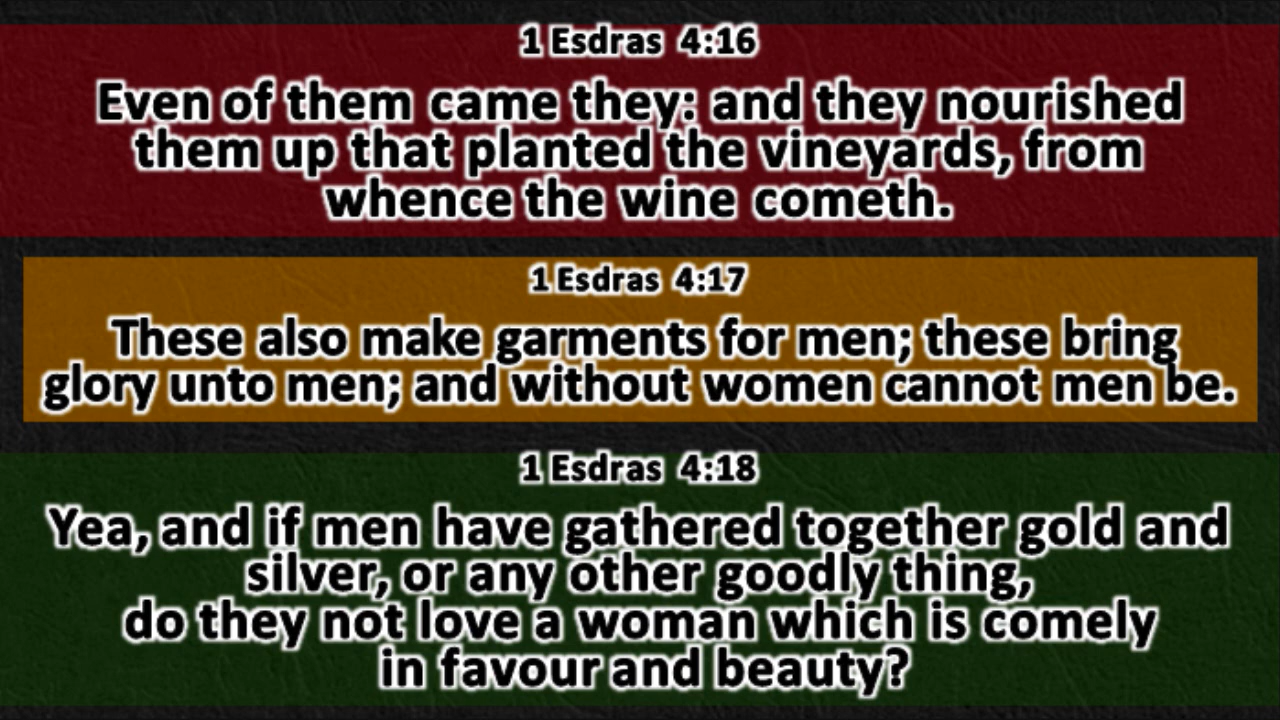 1 Esdras 4:16
Even of them came they: and they nourished
them up that planted the vineyards, from
whence the wine cometh.
1 Esdras 4:17
These also make garments for men; these bring
glory unto men; and without women cannot men be.
1 Esdras 4:18
Yea, and if men have gathered together gold and
silver, or any other goodly thing,
do they not love a woman which is comely
in favour and beauty?